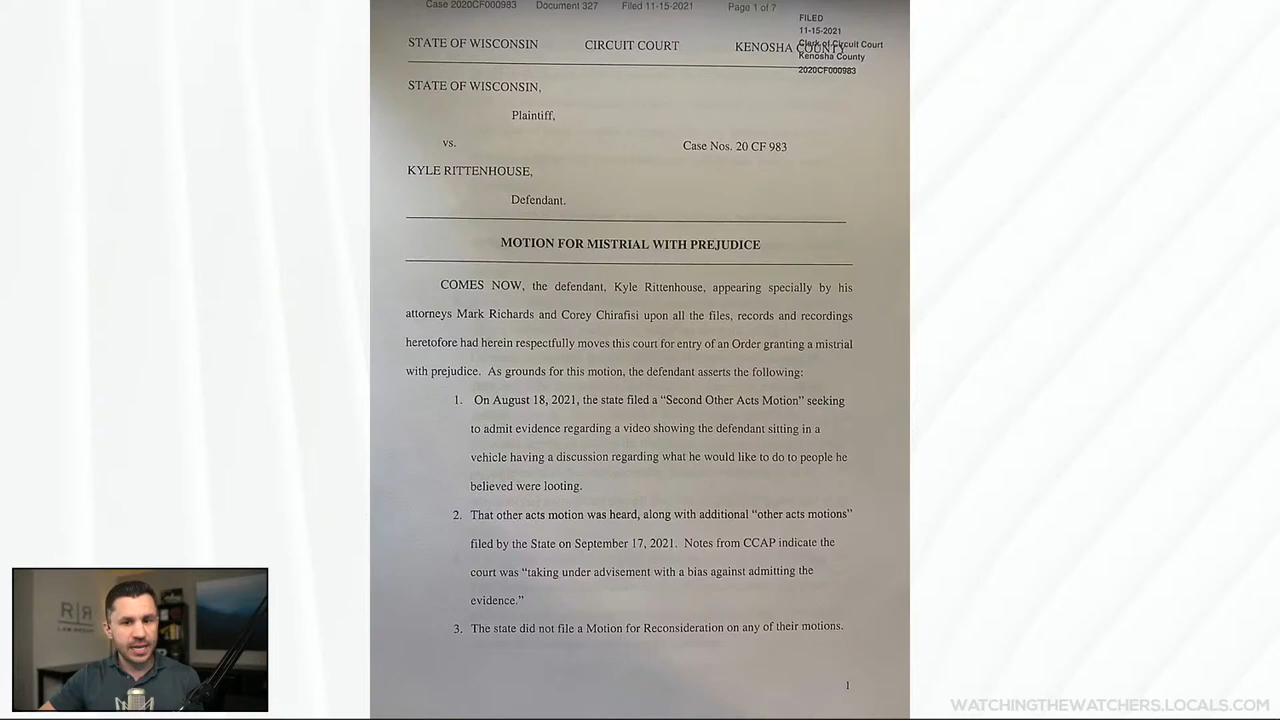 Case 2020CF000983 Document 327 Filed 11-15-2021 Page 1 of 7
FILED
11-15-2021
Clerk of Circuit Court
Kenosha County
2020CF000983
STATE OF WISCONSIN CIRCUIT COURT KENOSHA COUNTY
STATE OF WISCONSIN,
Plaintiff,
vs.
Case Nos. 20 CF 983
KYLE RITTENHOUSE,
Defendant.
MOTION FOR MISTRIAL WITH PREJUDICE
COMES NOW, the defendant, Kyle Rittenhouse, appearing specially by his
attorneys Mark Richards and Corey Chirafisi upon all the files, records and recordings
heretofore had herein respectfully moves this court for entry of an Order granting a mistrial
with prejudice. As grounds for this motion, the defendant asserts the following:
1. On August 18, 2021, the state filed a “Second Other Acts Motion” seeking
to admit evidence regarding a video showing the defendant sitting in a
vehicle having a discussion regarding what he would like to do to people he
believed were looting.
2. That other acts motion was heard, along with additional “other acts motions”
filed by the State on September 17, 2021. Notes from CCAP indicate the
court was “taking under advisement with a bias against admitting the
evidence.”
3. The state did not file a Motion for Reconsideration on any of their motions.
1
R|R
LAW GROUP
WATCHINGTHEWATCHERS.LOCALS.COM